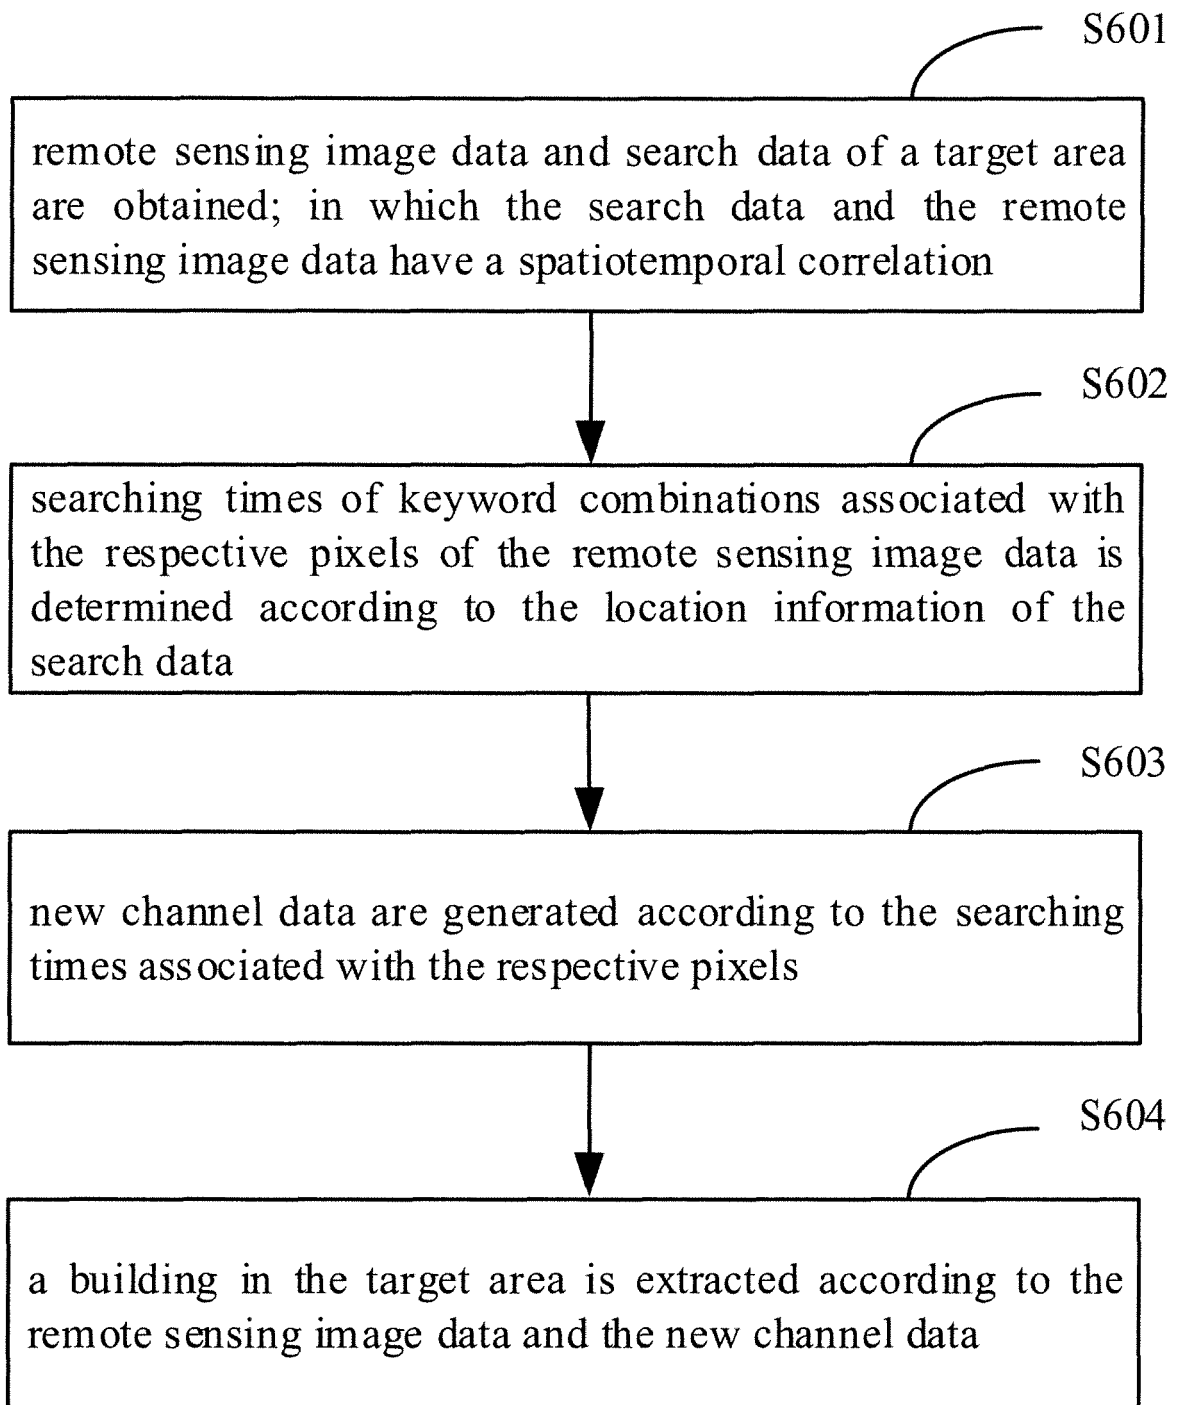 S601
remote sensing image data and search data of a target area
are obtained; in which the search data and the remote
sensing image data have a spatiotemporal correlation
S602
searching times of keyword combinations associated with
the respective pixels of the remote sensing image data is
determined according to the location information of the
search data
S603
new channel data are generated according to the searching
times associated with the respective pixels
S604
a building in the target area is extracted according to the
remote sensing image data and the new channel data